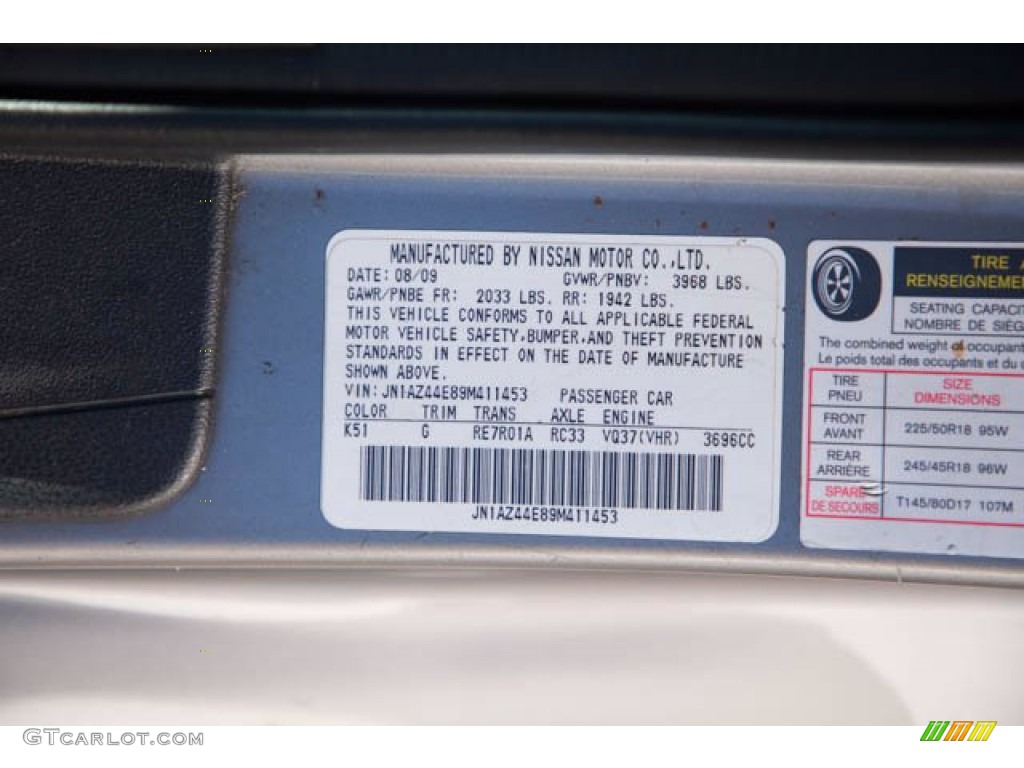 MANUFACTURED BY NISSAN MOTOR CO.,LTD.
DATE: 08/09 GVWR/PNBV: 3968 LBS.
GAWR/PNBE FR: 2033 LBS. RR: 1942 LBS.
THIS VEHICLE CONFORMS TO ALL APPLICABLE FEDERAL
MOTOR VEHICLE SAFETY,BUMPER,AND THEFT PREVENTION
STANDARDS IN EFFECT ON THE DATE OF MANUFACTURE
SHOWN ABOVE.
VIN:JN1AZ44E89M411453 PASSENGER CAR
COLOR TRIM TRANS AXLE ENGINE
K51 G RE7R01A RC33 VQ37(VHR) 3696CC
JN1AZ44E89M411453
TIRE A
RENSEIGNEME
SEATING CAPACI
NOMBRE DE SIÈG
The combined weight of occupant
Le poids total des occupants et du
TIRE SIZE
PNEU DIMENSIONS
FRONT
AVANT 225/50R18 95W
REAR
ARRIÈRE 245/45R18 96W
SPARE
DE SECOURS T145/80D17 107M
GTCARLOT.COM